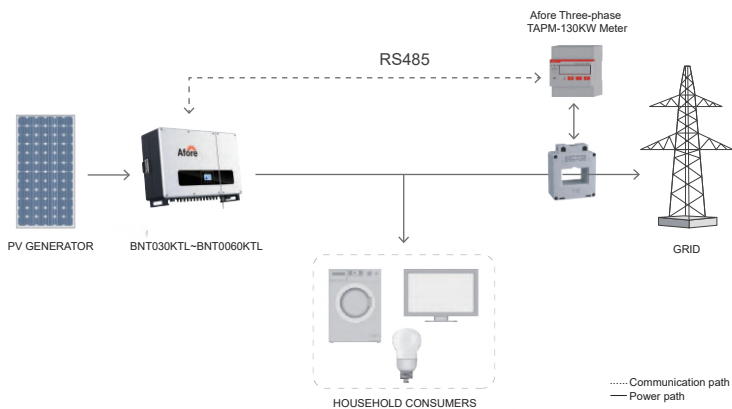 Afore Three-phase
TAPM-130KW Meter
RS485
Afore
PV GENERATOR
BNT030KTL~BNT0060KTL
GRID
HOUSEHOLD CONSUMERS
Communication path
Power path